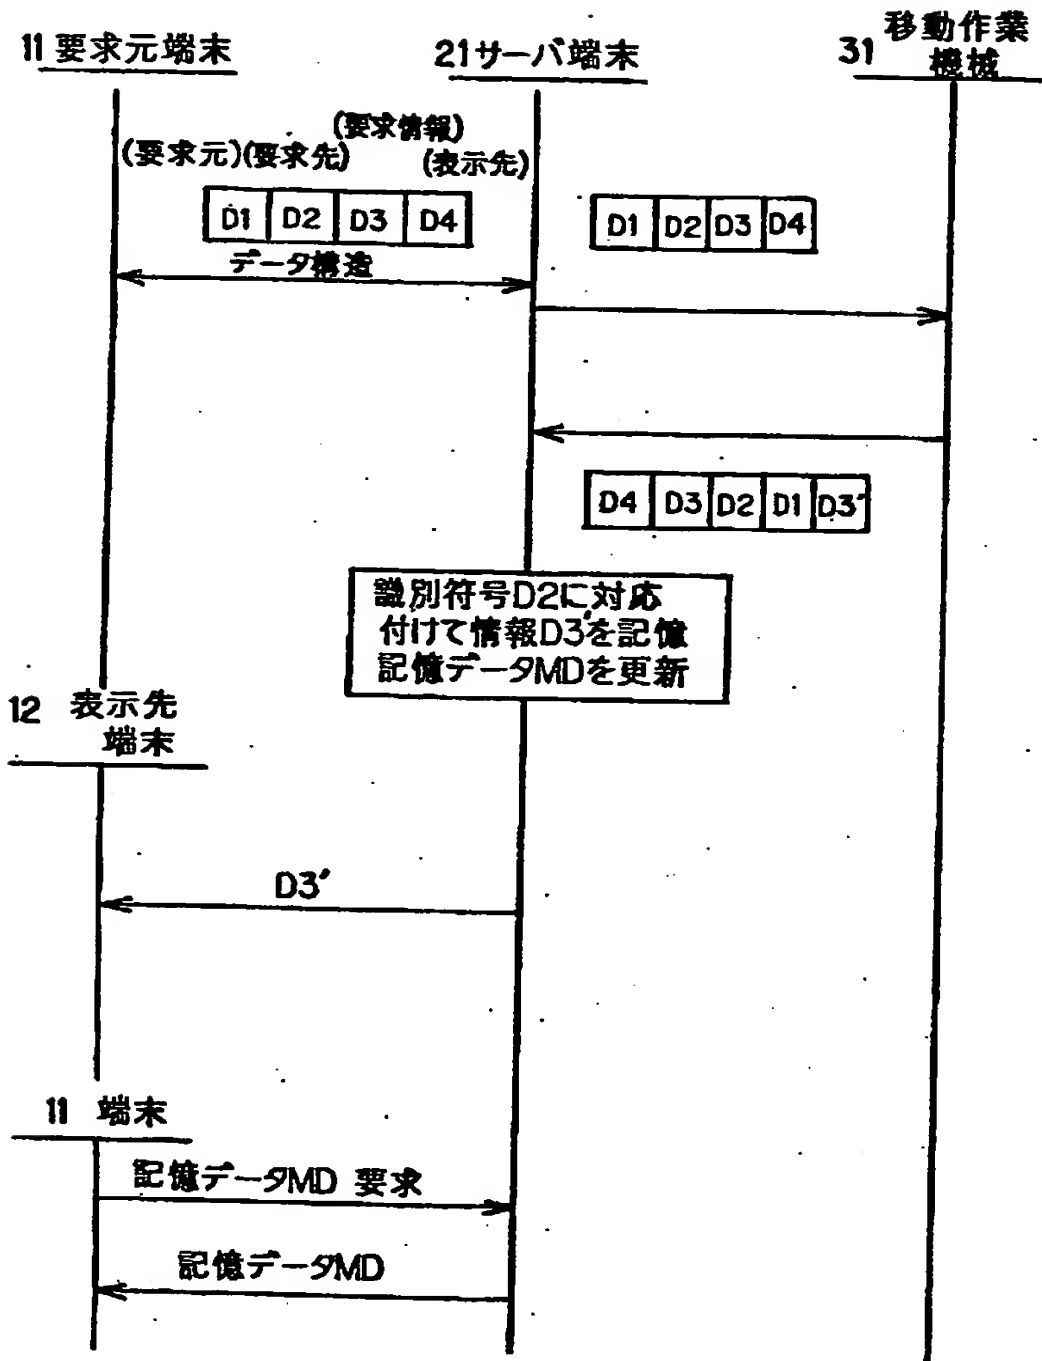 11 要求元端末
21サーバ端末
31 移動作業
機械
(要求情報)
(要求元)(要求先)
(表示先)
D1 D2 D3 D4
データ構造
D1 D2 D3 D4
D4 D3 D2 D1 D3'
識別符号D2に対応
付けて情報D3'を記憶
記憶データMDを更新
12 表示先
端末
D3'
11 端末
記憶データMD 要求
記憶データMD